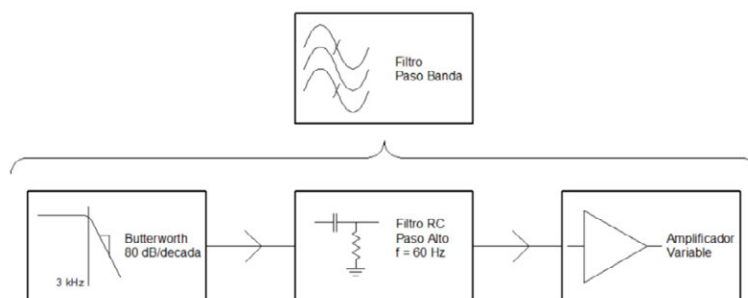 Filtro
Paso Banda
Butterworth
80 dB/decada
3 kHz
Filtro RC
Paso Alto
f = 60 Hz
Amplificador
Variable